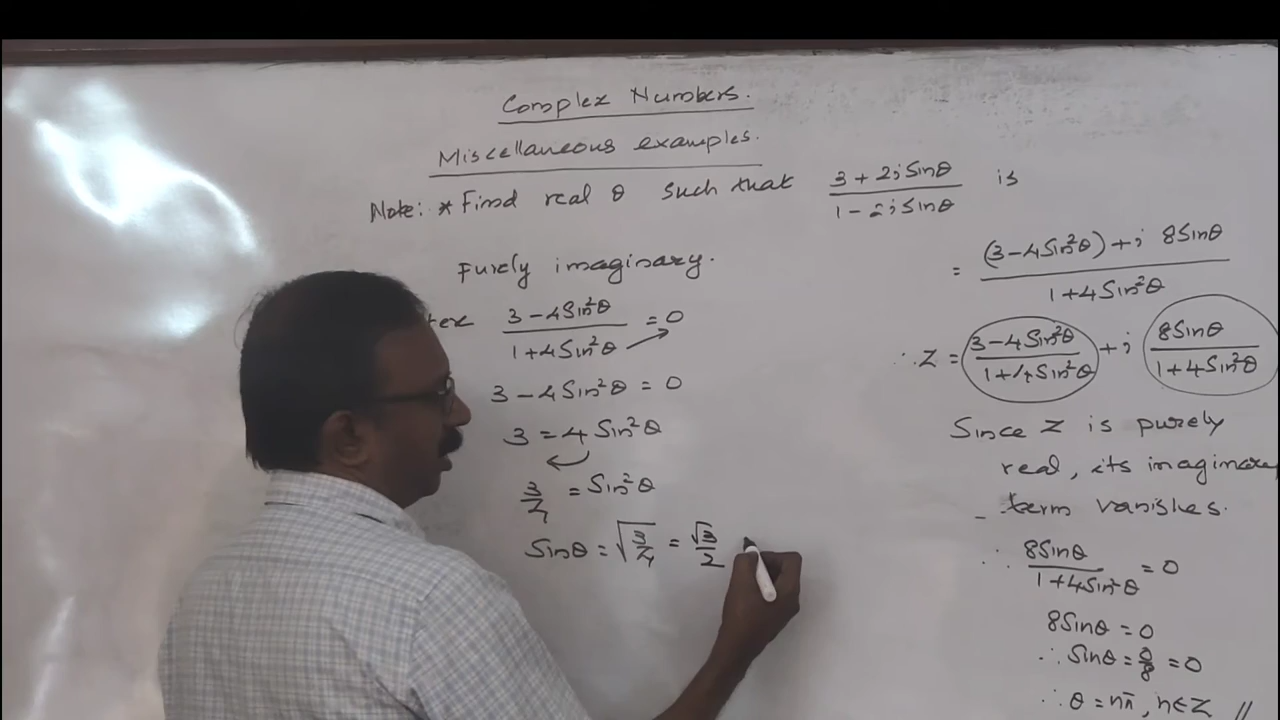 Complex Numbers.
Miscellaneous examples.
Note: * Find real θ such that (3 + 2i Sinθ)/(1 - 2i Sinθ) is
Purely imaginary.
(3 - 4Sin²θ)/(1 + 4Sin²θ) = 0
3 - 4Sin²θ = 0
3 = 4 Sin²θ
3/4 = Sin²θ
Sinθ = √(3/4) = √3/2
= ((3 - 4Sin²θ) + i 8Sinθ)/(1 + 4Sin²θ)
∴ Z = (3 - 4Sin²θ)/(1 + 4Sin²θ) + i (8Sinθ)/(1 + 4Sin²θ)
Since Z is purely
real, its imaginary
term vanishes.
∴ (8Sinθ)/(1 + 4Sin²θ) = 0
8Sinθ = 0
∴ Sinθ = 0/8 = 0
∴ θ = nπ, n∈Z //